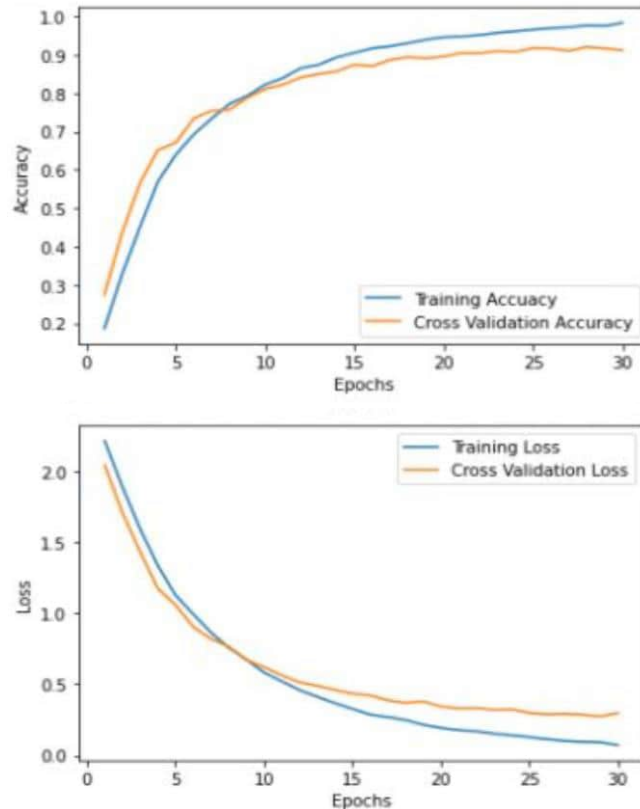 1.0
0.9
0.8
0.7
0.6
0.5
0.4
0.3
0.2
Accuracy
Training Accuacy
Cross Validation Accuracy
0 5 10 15 20 25 30
Epochs
2.0
1.5
1.0
0.5
0.0
Loss
Training Loss
Cross Validation Loss
0 5 10 15 20 25 30
Epochs